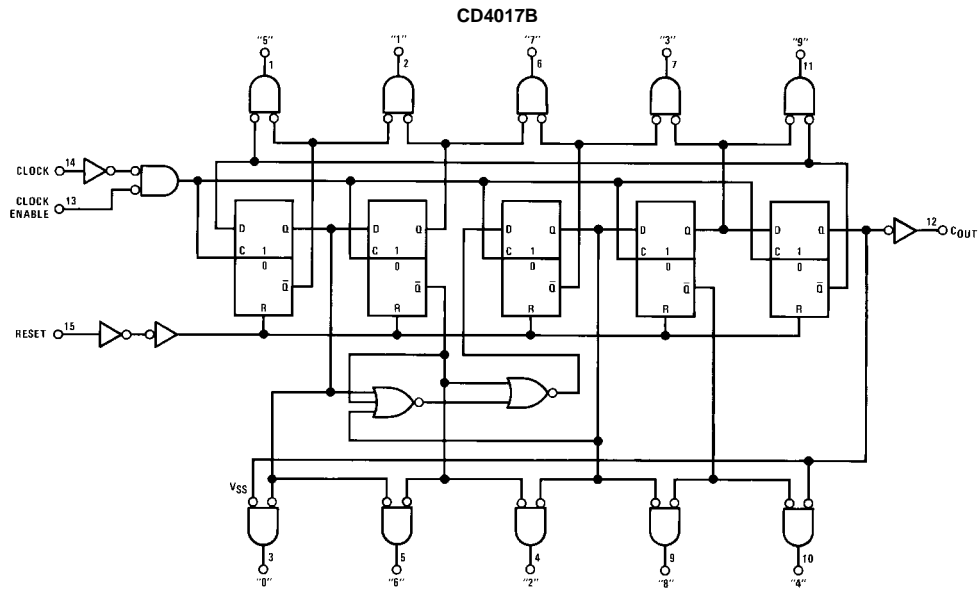 CD4017B
"5" "1" "7" "3" "9"
1 2 6 7 11
CLOCK 14
CLOCK ENABLE 13
D Q D Q D Q D Q D Q
C 1 C 1 C 1 C 1 C 1
0 0 0 0 0
Q Q Q Q Q
R R R R R
12 COUT
RESET 15
VSS
3 5 4 9 10
"0" "6" "2" "8" "4"